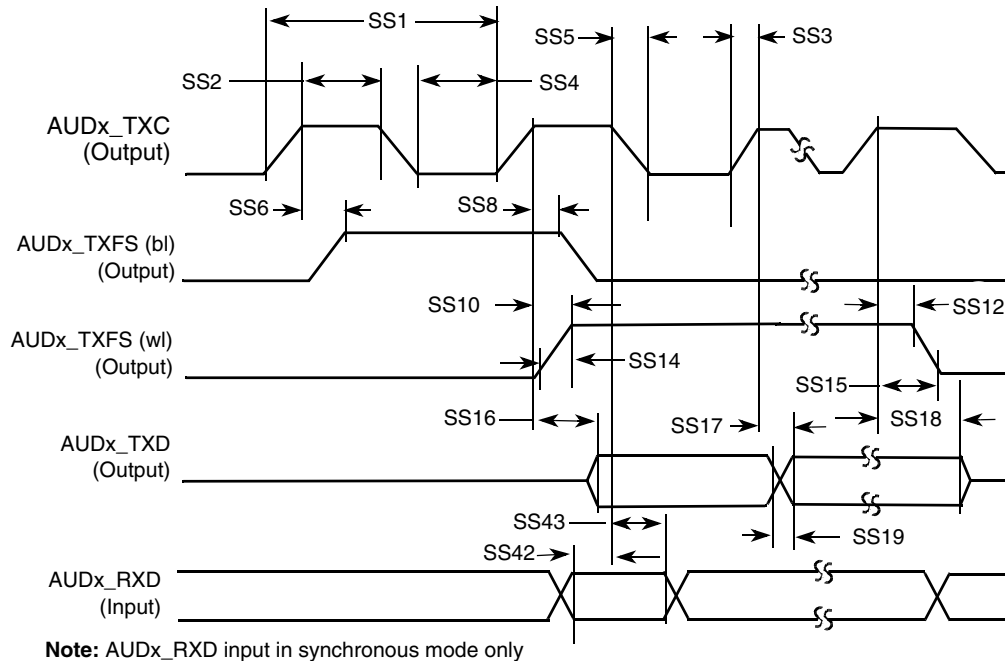 SS1
SS5
SS3
SS2
SS4
AUDx_TXC
(Output)
SS6
SS8
AUDx_TXFS (bl)
(Output)
SS10
SS12
AUDx_TXFS (wl)
(Output)
SS14
SS15
SS16
SS17
SS18
AUDx_TXD
(Output)
SS43
SS19
SS42
AUDx_RXD
(Input)
Note: AUDx_RXD input in synchronous mode only